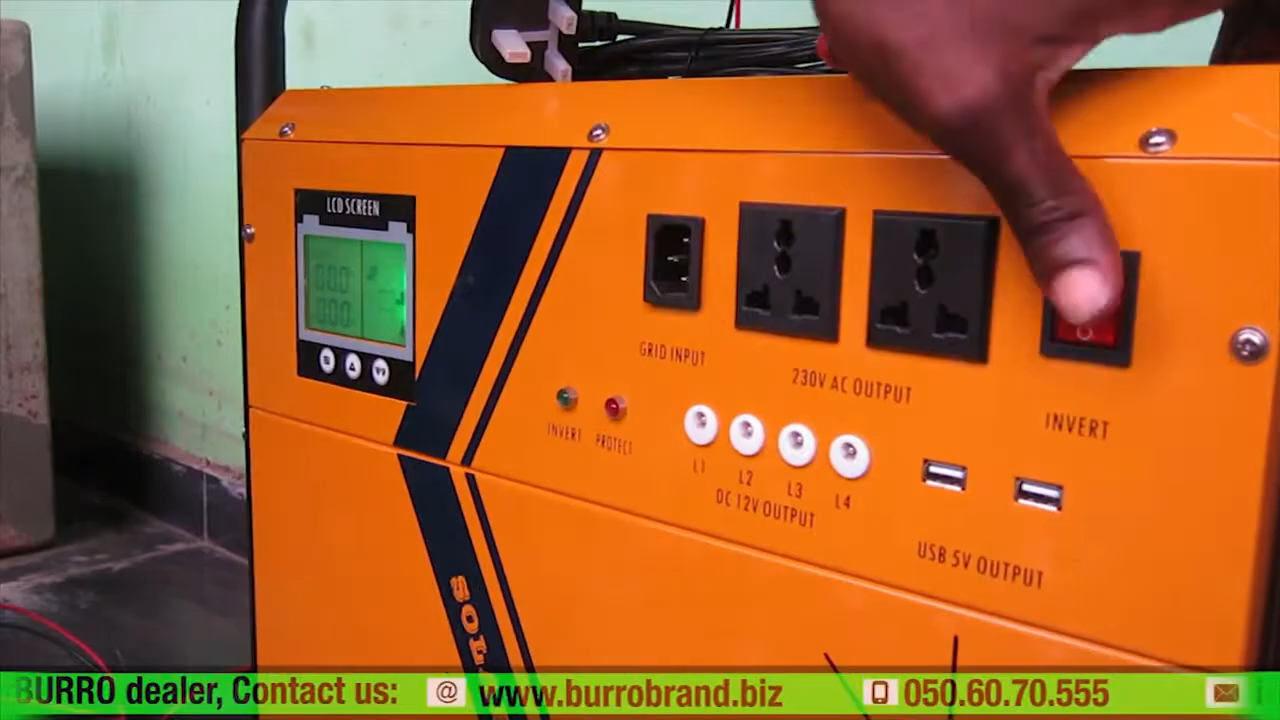 LCD SCREEN
GRID INPUT
230V AC OUTPUT
INVERT
INVERT
PROTECT
L1
L2
L3
L4
DC 12V OUTPUT
USB 5V OUTPUT
BURRO dealer, Contact us: @ www.burrobrand.biz 050.60.70.555